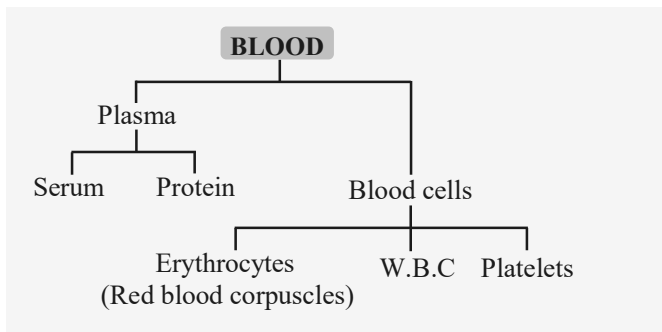 BLOOD
Plasma
Serum Protein
Blood cells
Erythrocytes
(Red blood corpuscles)
W.B.C
Platelets